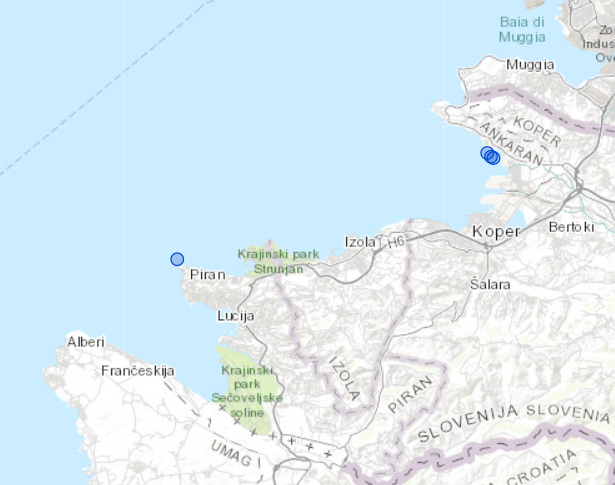 Baia di
Muggia
Zo
Indus
Ove
Muggia
KOPER
ANKARAN
Koper
Bertoki
Izola
H6
Krajinski park
Strunjan
Piran
Šalara
Lucija
Alberi
Frančeskija
Krajinski
park
Sečoveljske
soline
IZOLA
PIRAN
SLOVENIJA SLOVENIA
UMAG
CROATIA